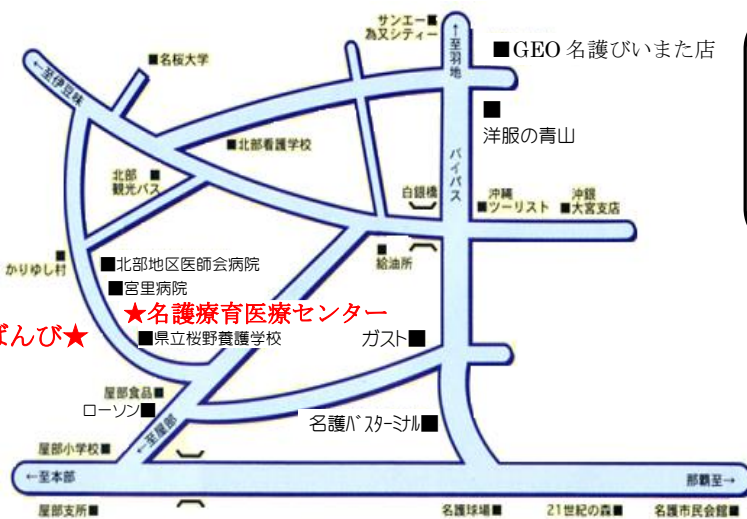 サンエー■
為又シティー
←至羽地
■GEO 名護びいまた店
■名桜大学
←至伊豆味
■
洋服の青山
■北部看護学校
バイパス
北部■
観光バス
白銀橋
沖縄
■ツーリスト
沖銀
■大宮支店
■
給油所
かりゆし村
■北部地区医師会病院
■宮里病院
★名護療育医療センター
ばんび★
■県立桜野養護学校
ガスト■
屋部食品■
ローソン■
←至屋部
名護バスターミナル■
屋部小学校■
←至本部
那覇至→
屋部支所■
名護球場■
21世紀の森■
名護市民会館■